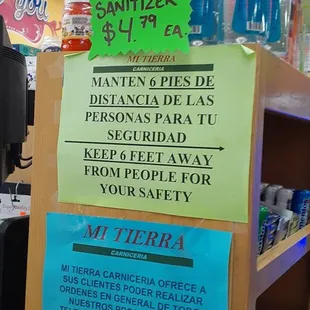 SANITIZER
$4.79 EA.
MI TIERRA
CARNICERIA
MANTEN 6 PIES DE
DISTANCIA DE LAS
PERSONAS PARA TU
SEGURIDAD
KEEP 6 FEET AWAY
FROM PEOPLE FOR
YOUR SAFETY
MI TIERRA
CARNICERIA
MI TIERRA CARNICERIA OFRECE A
SUS CLIENTES PODER REALIZAR
ORDENES EN GENERAL DE TODO
NUESTROS